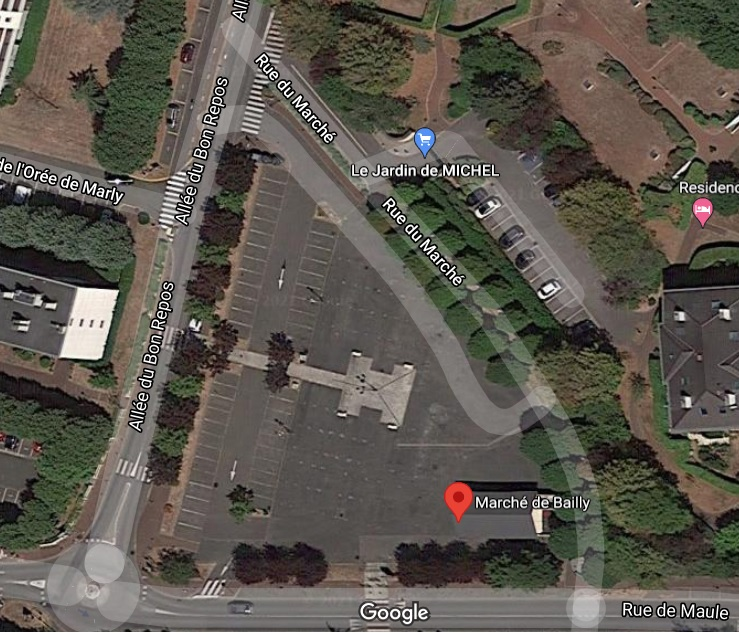 Al
Rue du Marché
Allée du Bon Repos
Le Jardin de MICHEL
de l'Orée de Marly
Residenc
Rue du Marché
Allée du Bon Repos
Marché de Bailly
Google
Rue de Maule